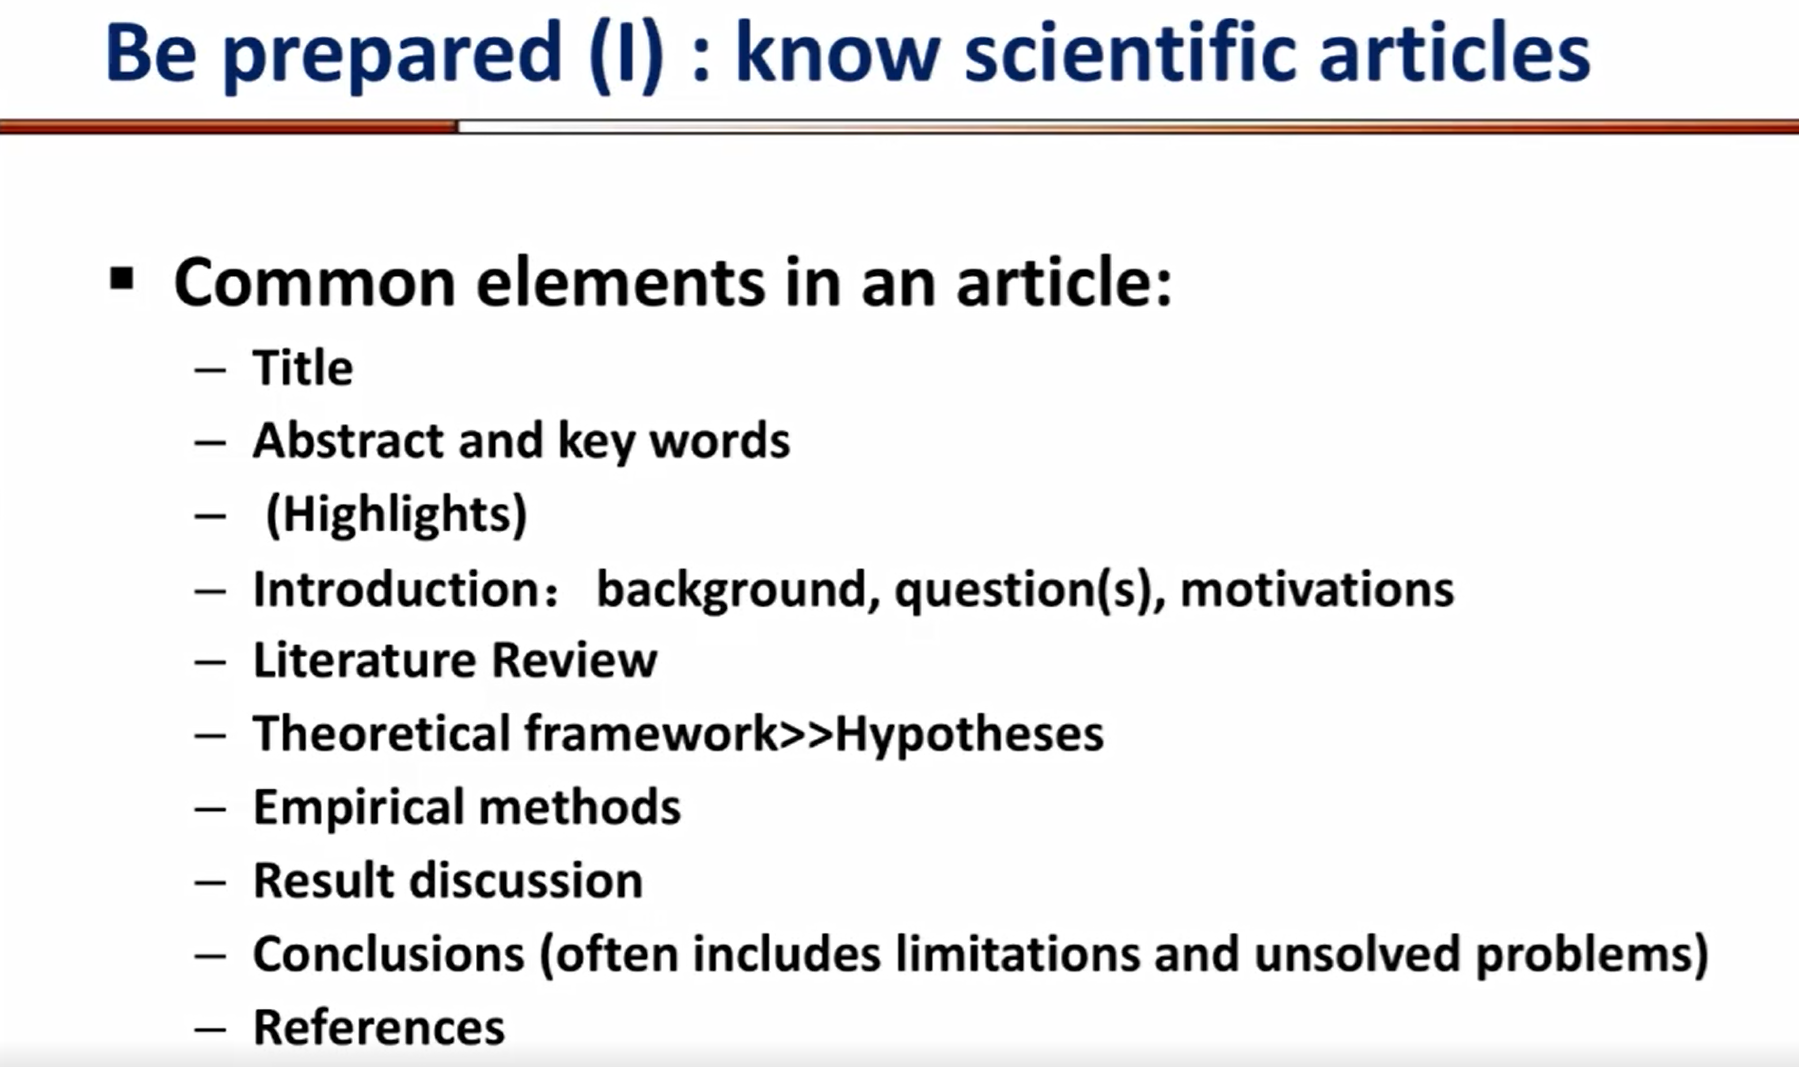 Be prepared (I) : know scientific articles
▪ Common elements in an article:
– Title
– Abstract and key words
– (Highlights)
– Introduction： background, question(s), motivations
– Literature Review
– Theoretical framework>>Hypotheses
– Empirical methods
– Result discussion
– Conclusions (often includes limitations and unsolved problems)
– References